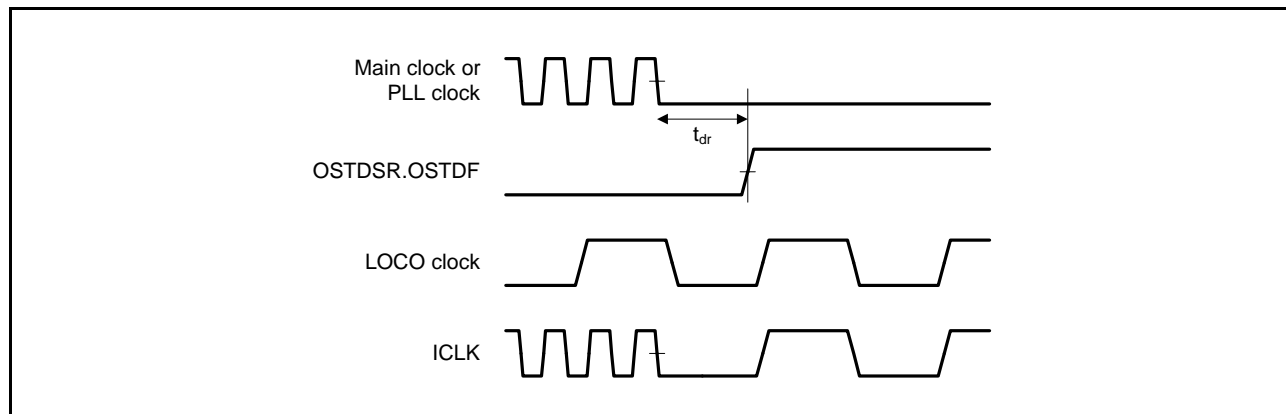 Main clock or
PLL clock
tdr
OSTDSR.OSTDF
LOCO clock
ICLK